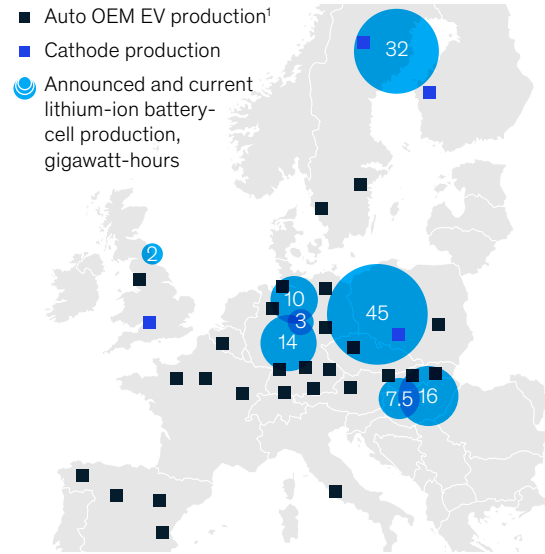 Auto OEM EV production¹
Cathode production
Announced and current
lithium-ion battery-
cell production,
gigawatt-hours
32
2
10
3
45
14
7.5
16